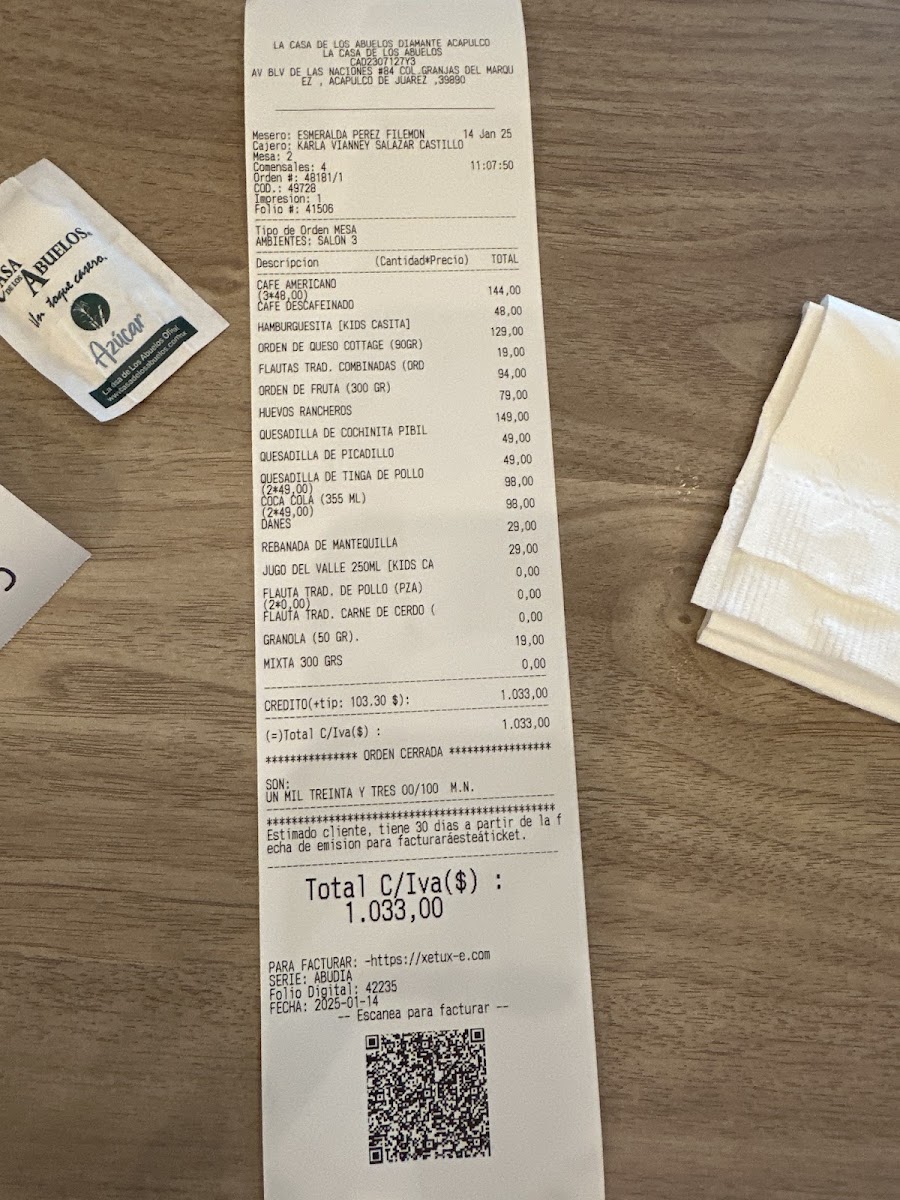 LA CASA DE LOS ABUELOS DIAMANTE ACAPULCO
LA CASA DE LOS ABUELOS
CAD2307127Y3
AV BLV DE LAS NACIONES #84 COL.GRANJAS DEL MARQU
EZ , ACAPULCO DE JUAREZ ,39890
Mesero: ESMERALDA PEREZ FILEMON 14 Jan 25
Cajero: KARLA VIANNEY SALAZAR CASTILLO
Mesa: 2
Comensales: 4 11:07:50
Orden #: 48181/1
COD.: 49728
Impresion: 1
Folio #: 41506
Tipo de Orden MESA
AMBIENTES: SALON 3
Descripcion (Cantidad*Precio) TOTAL
CAFE AMERICANO
(3*48,00) 144,00
CAFE DESCAFEINADO 48,00
HAMBURGUESITA [KIDS CASITA] 129,00
ORDEN DE QUESO COTTAGE (90GR) 19,00
FLAUTAS TRAD. COMBINADAS (ORD 94,00
ORDEN DE FRUTA (300 GR) 79,00
HUEVOS RANCHEROS 149,00
QUESADILLA DE COCHINITA PIBIL 49,00
QUESADILLA DE PICADILLO 49,00
QUESADILLA DE TINGA DE POLLO
(2*49,00) 98,00
COCA COLA (355 ML)
(2*49,00) 98,00
DANES 29,00
REBANADA DE MANTEQUILLA 29,00
JUGO DEL VALLE 250ML [KIDS CA 0,00
FLAUTA TRAD. DE POLLO (PZA)
(2*0,00) 0,00
FLAUTA TRAD. CARNE DE CERDO ( 0,00
GRANOLA (50 GR). 19,00
MIXTA 300 GRS 0,00
CREDITO(+tip: 103.30 $): 1.033,00
(=)Total C/Iva($) : 1.033,00
*************** ORDEN CERRADA *****************
SON:
UN MIL TREINTA Y TRES 00/100 M.N.
***********************************************
Estimado cliente, tiene 30 dias a partir de la f
echa de emision para facturaráesteáticket.
Total C/Iva($) :
1.033,00
PARA FACTURAR: -https://xetux-e.com
SERIE: ABUDIA
Folio Digital: 42235
FECHA: 2025-01-14
-- Escanea para facturar --
DE LOS
ABUELOS
Un toque casero.
Azúcar
www.lacasadelosabuelos.com.mx